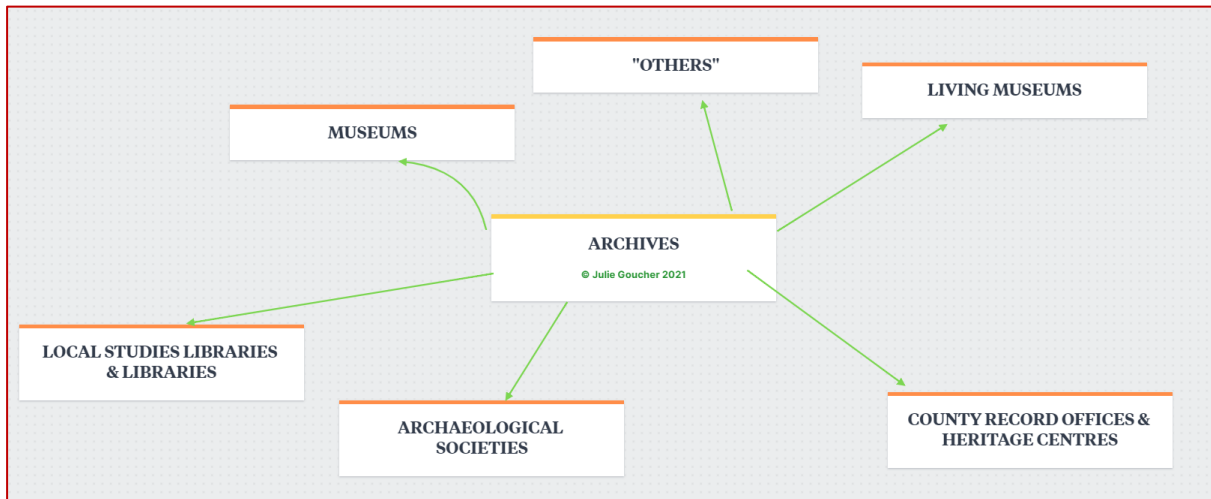 "OTHERS"
LIVING MUSEUMS
MUSEUMS
ARCHIVES
© Julie Goucher 2021
LOCAL STUDIES LIBRARIES
& LIBRARIES
ARCHAEOLOGICAL
SOCIETIES
COUNTY RECORD OFFICES &
HERITAGE CENTRES